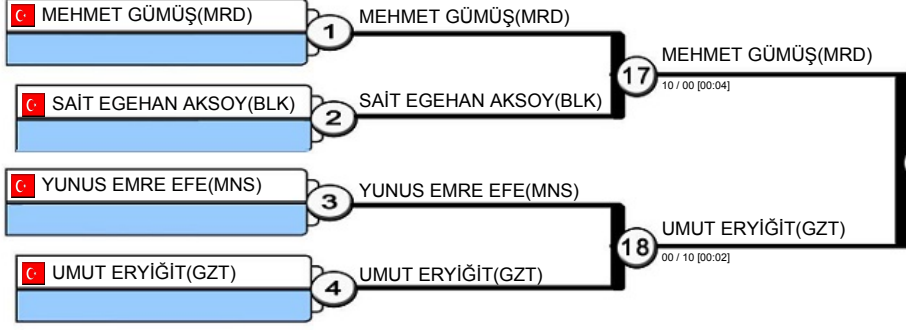 MEHMET GÜMÜŞ(MRD)
1
MEHMET GÜMÜŞ(MRD)
17
MEHMET GÜMÜŞ(MRD)
10 / 00 [00:04]
SAİT EGEHAN AKSOY(BLK)
2
SAİT EGEHAN AKSOY(BLK)
YUNUS EMRE EFE(MNS)
3
YUNUS EMRE EFE(MNS)
18
UMUT ERYİĞİT(GZT)
00 / 10 [00:02]
UMUT ERYİĞİT(GZT)
4
UMUT ERYİĞİT(GZT)